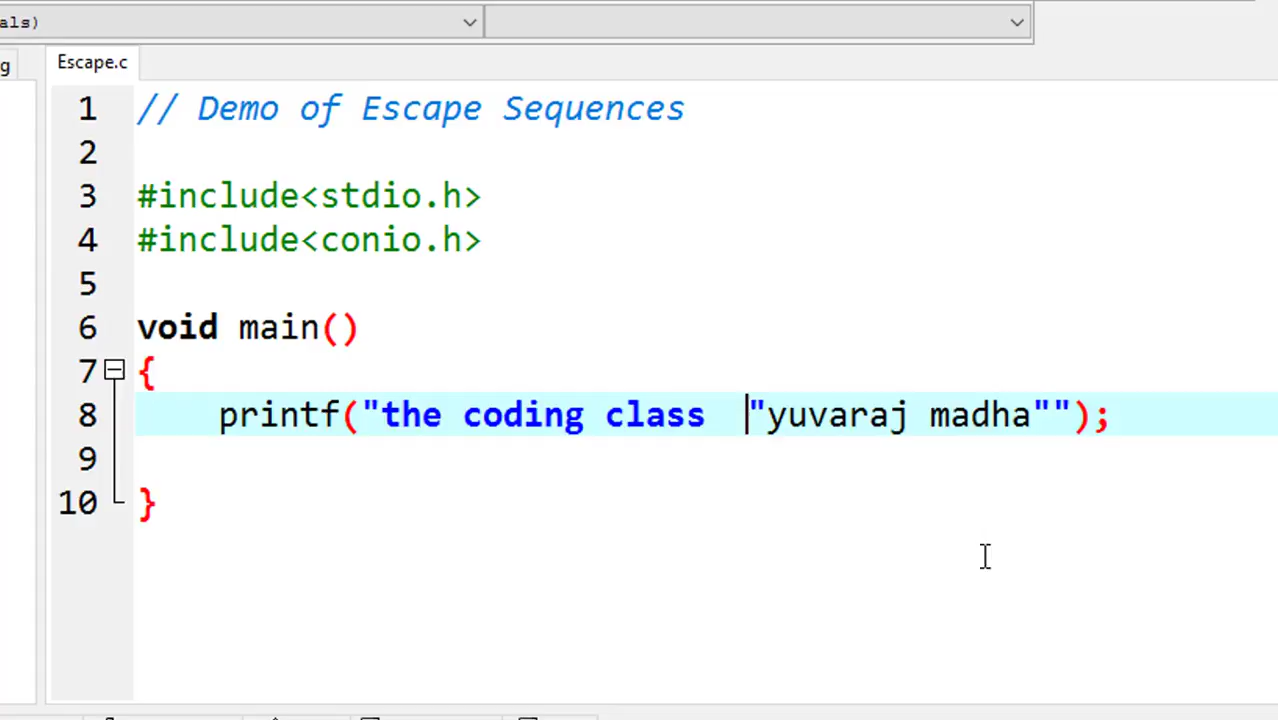 als)
g
Escape.c
1 // Demo of Escape Sequences
2
3 #include<stdio.h>
4 #include<conio.h>
5
6 void main()
7 {
8 printf("the coding class  "yuvaraj madha"");
9
10 }